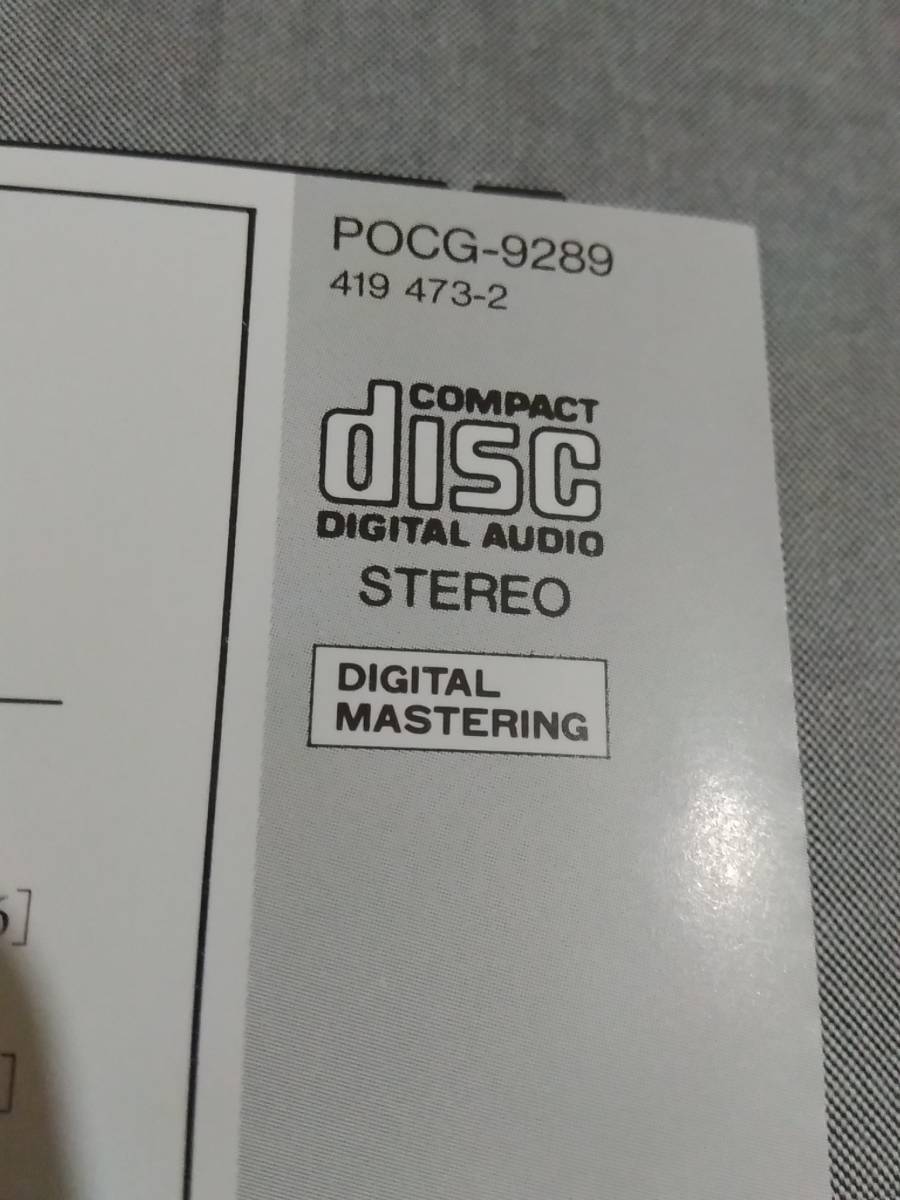 POCG-9289
419 473-2
COMPACT
disc
DIGITAL AUDIO
STEREO
DIGITAL
MASTERING
]
]